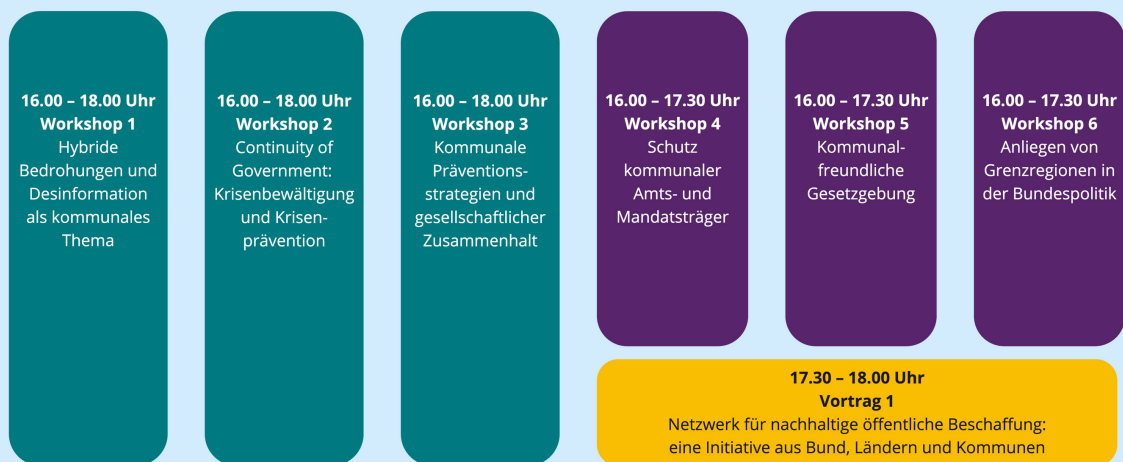 16.00 – 18.00 Uhr
Workshop 1
Hybride
Bedrohungen und
Desinformation
als kommunales
Thema
16.00 – 18.00 Uhr
Workshop 2
Continuity of
Government:
Krisenbewältigung
und Krisen-
prävention
16.00 – 18.00 Uhr
Workshop 3
Kommunale
Präventions-
strategien und
gesellschaftlicher
Zusammenhalt
16.00 – 17.30 Uhr
Workshop 4
Schutz
kommunaler
Amts- und
Mandatsträger
16.00 – 17.30 Uhr
Workshop 5
Kommunal-
freundliche
Gesetzgebung
16.00 – 17.30 Uhr
Workshop 6
Anliegen von
Grenzregionen in
der Bundespolitik
17.30 – 18.00 Uhr
Vortrag 1
Netzwerk für nachhaltige öffentliche Beschaffung:
eine Initiative aus Bund, Ländern und Kommunen